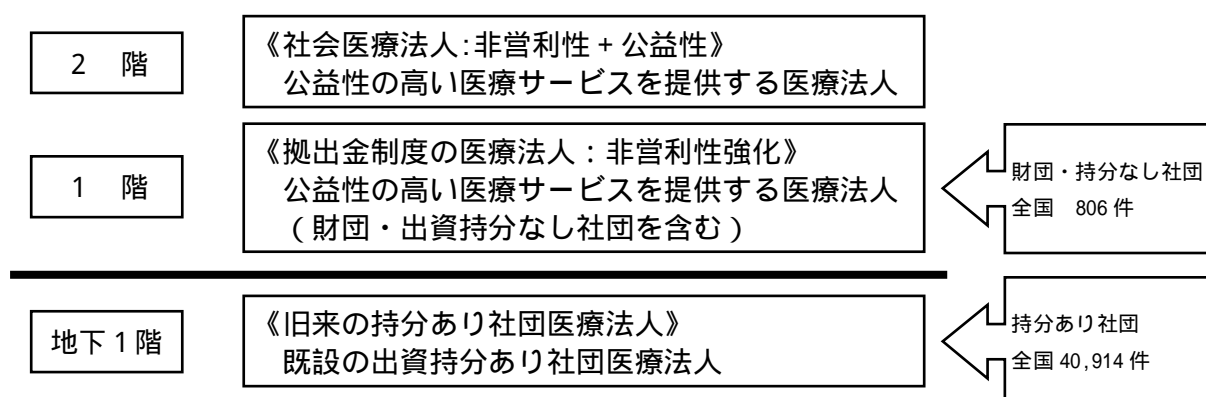 2 階
《社会医療法人:非営利性+公益性》
公益性の高い医療サービスを提供する医療法人
1 階
《拠出金制度の医療法人:非営利性強化》
公益性の高い医療サービスを提供する医療法人
(財団・出資持分なし社団を含む)
財団・持分なし社団
全国 806 件
地下1階
《旧来の持分あり社団医療法人》
既設の出資持分あり社団医療法人
持分あり社団
全国 40,914 件